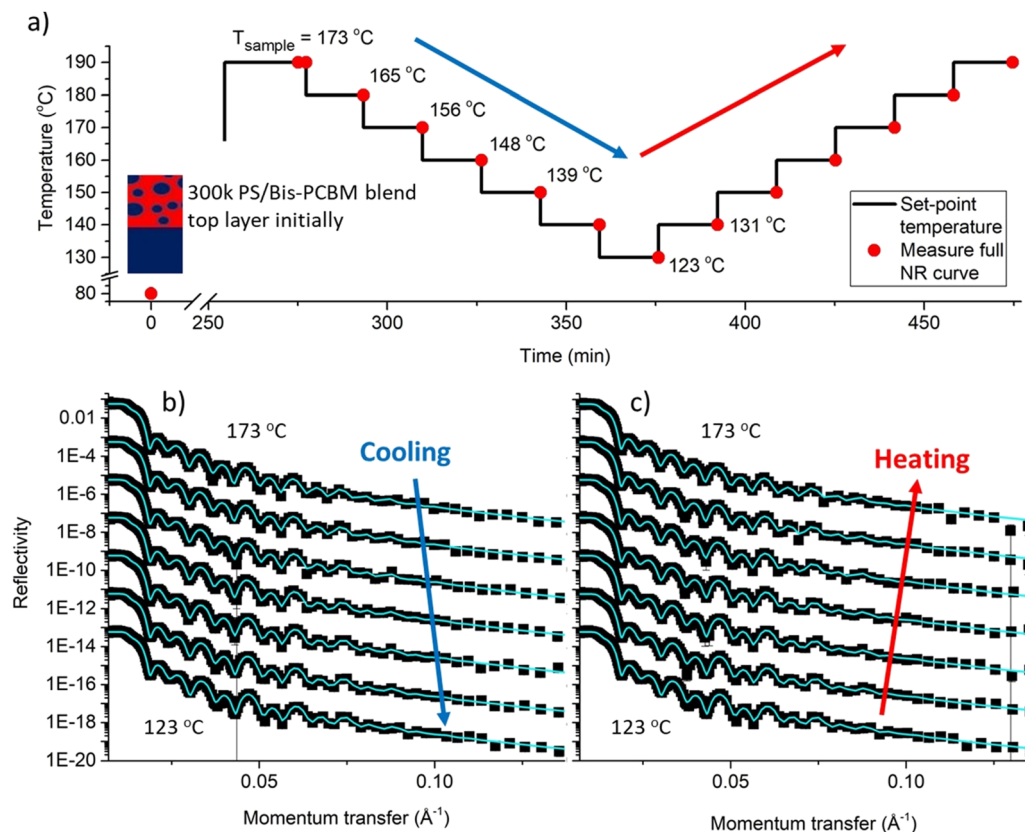 a)
T_sample = 173 °C
165 °C
156 °C
148 °C
139 °C
131 °C
123 °C
300k PS/Bis-PCBM blend
top layer initially
Set-point
temperature
Measure full
NR curve
Temperature (°C)
190
180
170
160
150
140
130
80
0
250
300
350
400
450
Time (min)
b)
173 °C
Cooling
123 °C
Reflectivity
0.01
1E-4
1E-6
1E-8
1E-10
1E-12
1E-14
1E-16
1E-18
1E-20
0.05
0.10
Momentum transfer (Å⁻¹)
c)
173 °C
Heating
123 °C
0.05
0.10
Momentum transfer (Å⁻¹)